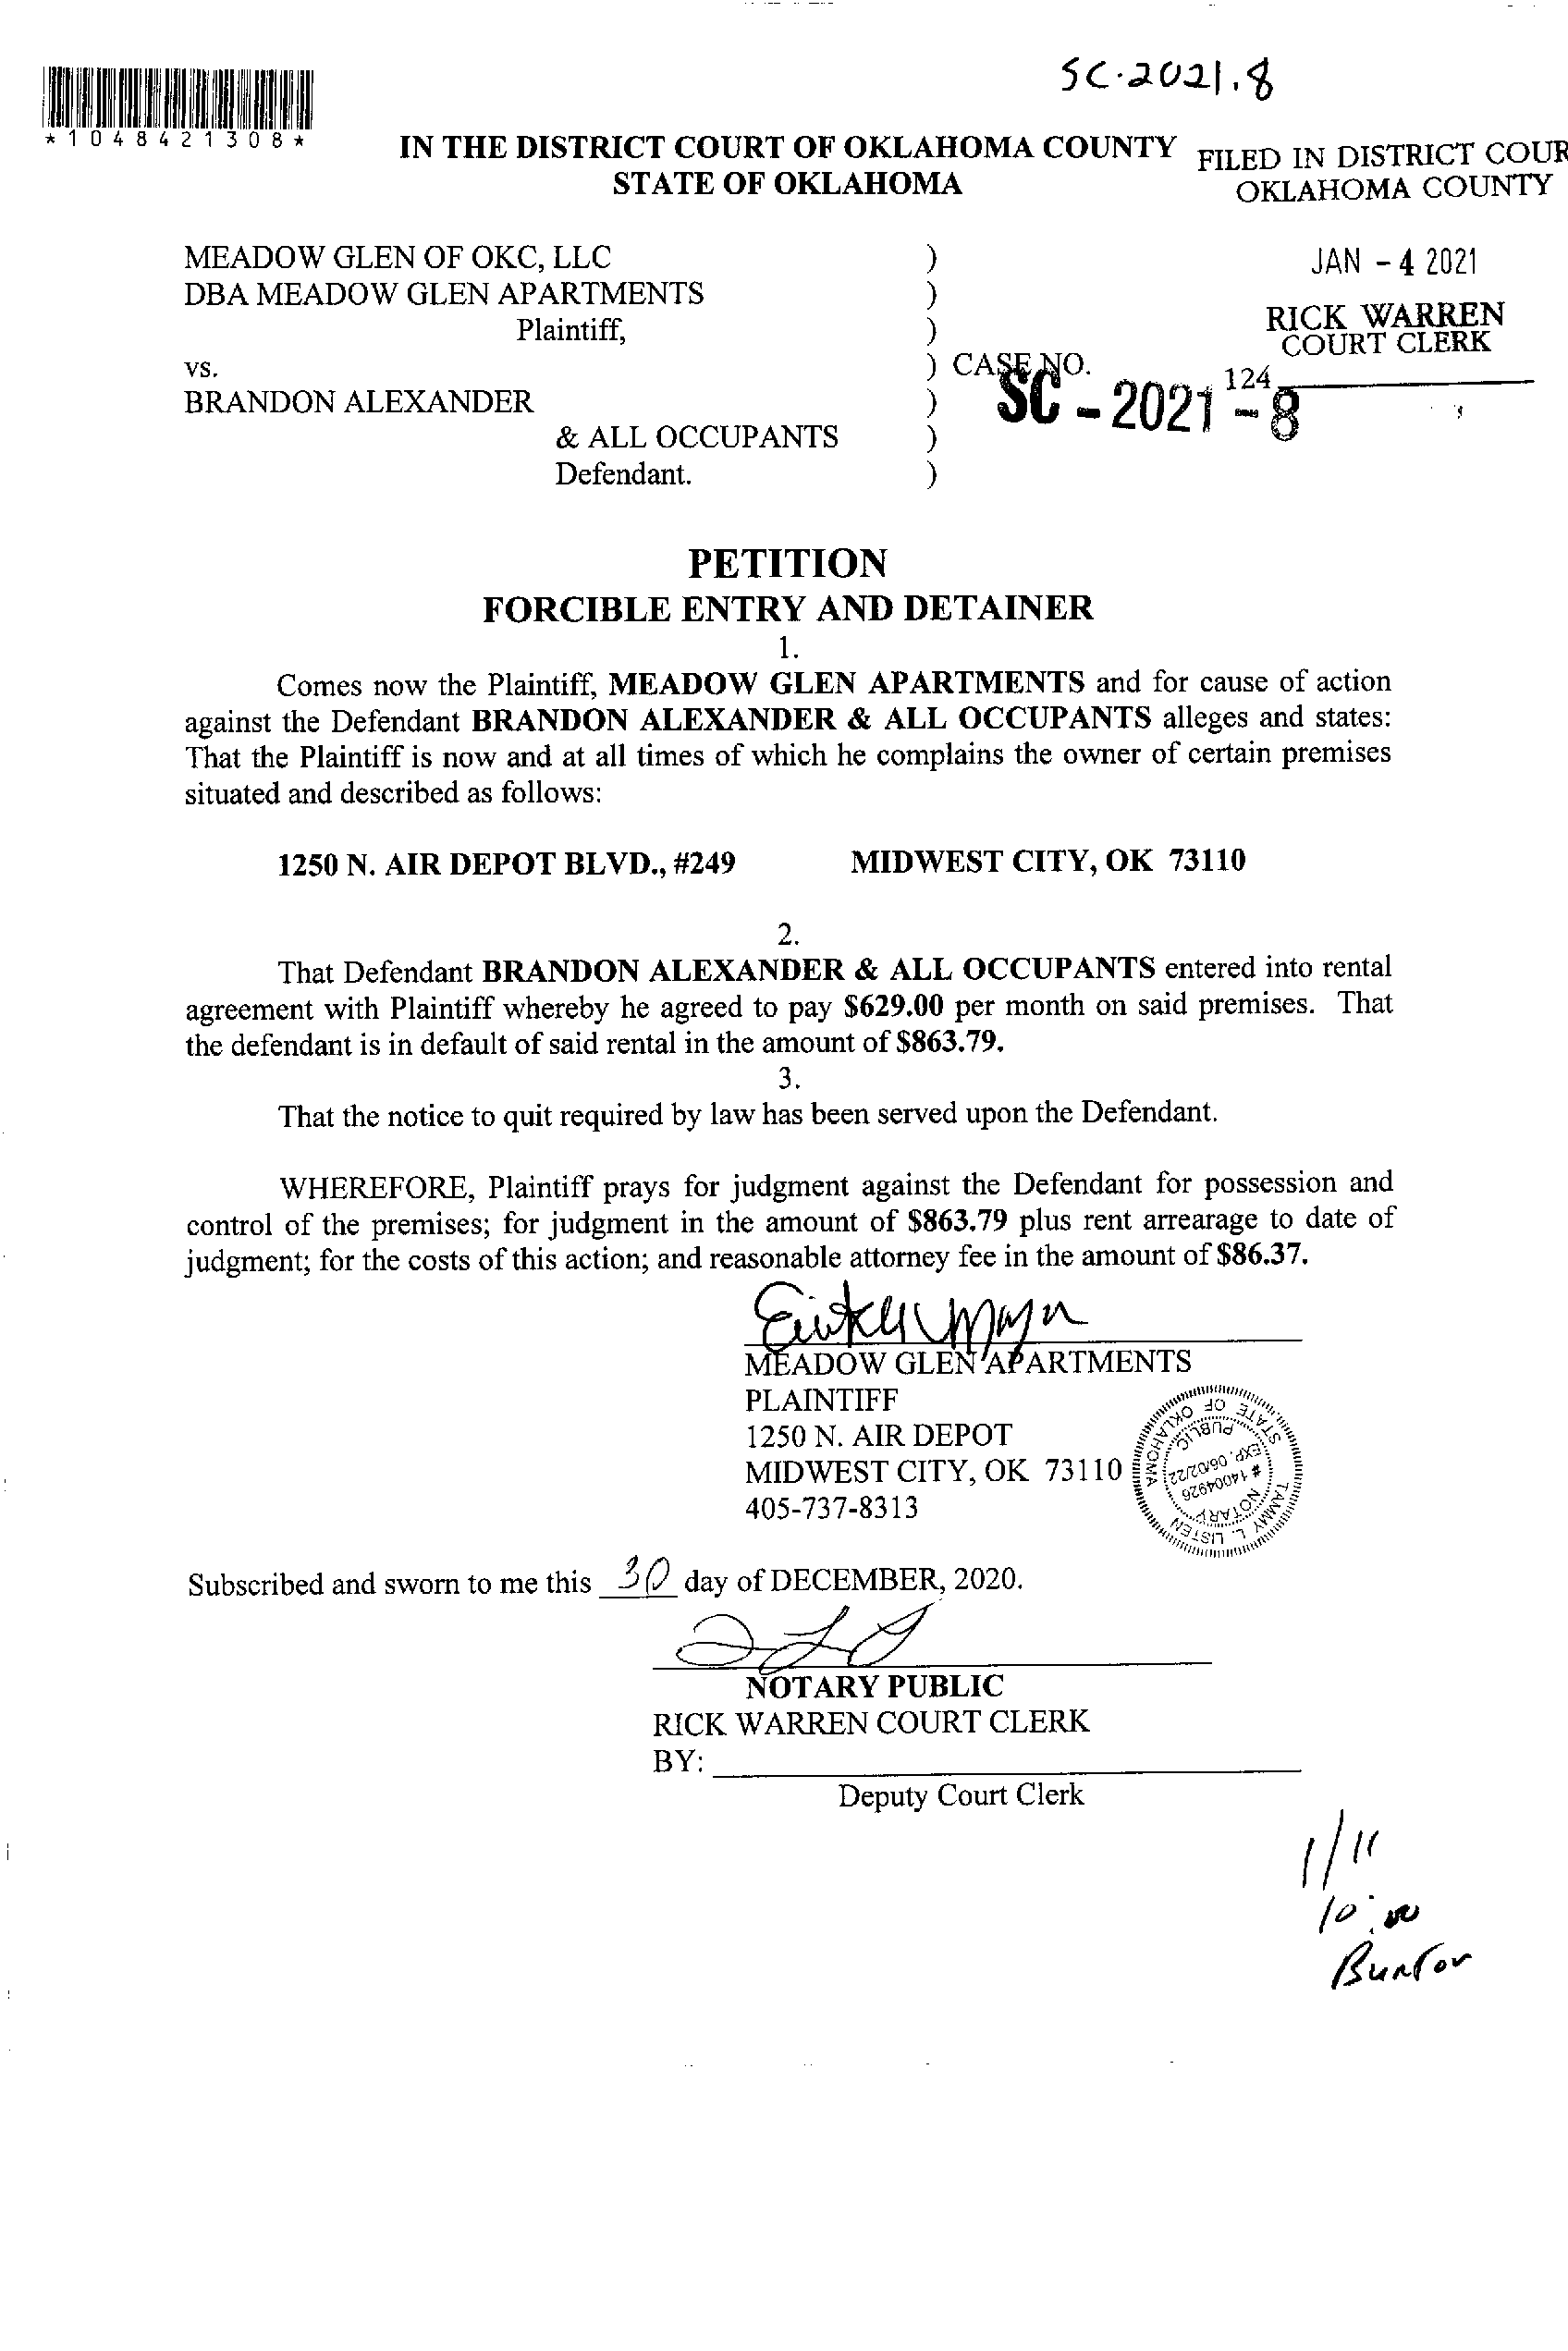 SC-2021.8
*1048421308*
IN THE DISTRICT COURT OF OKLAHOMA COUNTY
STATE OF OKLAHOMA
FILED IN DISTRICT COUR
OKLAHOMA COUNTY
JAN - 4 2021
RICK WARREN
COURT CLERK
124
MEADOW GLEN OF OKC, LLC )
DBA MEADOW GLEN APARTMENTS )
Plaintiff, )
vs. ) CASE NO.
SC - 2021 - 8
BRANDON ALEXANDER )
& ALL OCCUPANTS )
Defendant. )
PETITION
FORCIBLE ENTRY AND DETAINER
1.
Comes now the Plaintiff, MEADOW GLEN APARTMENTS and for cause of action
against the Defendant BRANDON ALEXANDER & ALL OCCUPANTS alleges and states:
That the Plaintiff is now and at all times of which he complains the owner of certain premises
situated and described as follows:
1250 N. AIR DEPOT BLVD., #249 MIDWEST CITY, OK 73110
2.
That Defendant BRANDON ALEXANDER & ALL OCCUPANTS entered into rental
agreement with Plaintiff whereby he agreed to pay $629.00 per month on said premises. That
the defendant is in default of said rental in the amount of $863.79.
3.
That the notice to quit required by law has been served upon the Defendant.
WHEREFORE, Plaintiff prays for judgment against the Defendant for possession and
control of the premises; for judgment in the amount of $863.79 plus rent arrearage to date of
judgment; for the costs of this action; and reasonable attorney fee in the amount of $86.37.
MEADOW GLEN APARTMENTS
PLAINTIFF
1250 N. AIR DEPOT
MIDWEST CITY, OK 73110
405-737-8313
TAMMY L. LISTEN
STATE OF OKLAHOMA
NOTARY
# 14004926
EXP. 06/02/22
PUBLIC
Subscribed and sworn to me this 30 day of DECEMBER, 2020.
NOTARY PUBLIC
RICK WARREN COURT CLERK
BY:
Deputy Court Clerk
1/11
10:00